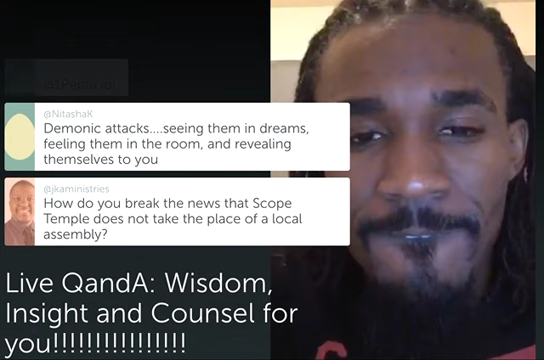 @NitashaK
Demonic attacks....seeing them in dreams,
feeling them in the room, and revealing
themselves to you
@jkaministries
How do you break the news that Scope
Temple does not take the place of a local
assembly?
Live QandA: Wisdom,
Insight and Counsel for
you!!!!!!!!!!!!!!!!!